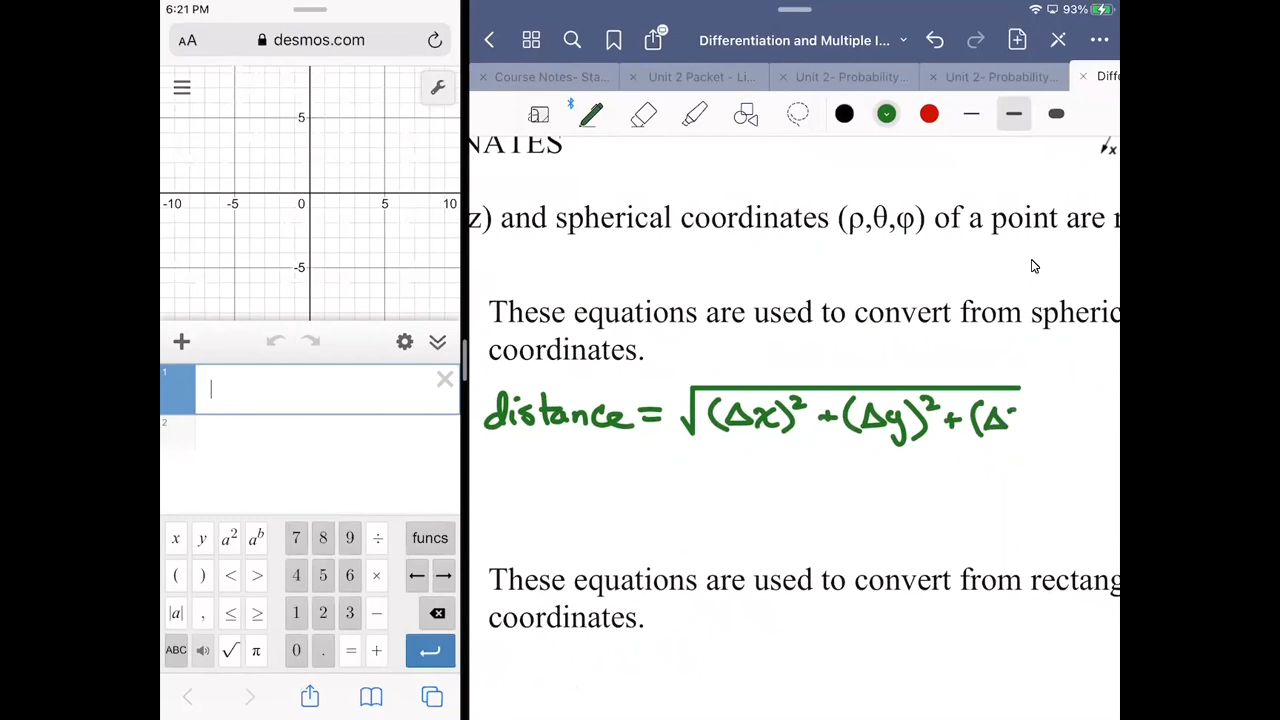 6:21 PM
93%
AA desmos.com
Differentiation and Multiple I...
Course Notes- Sta...
Unit 2 Packet - Li...
Unit 2- Probability...
Unit 2- Probability...
Diffe
5
-10 -5 0 5 10
-5
1
2
x y a² aᵇ 7 8 9 ÷ funcs
( ) < > 4 5 6 × ← →
|a| , ≤ ≥ 1 2 3 −
ABC √ π 0 . = +
NATES
x
z) and spherical coordinates (ρ,θ,φ) of a point are r
These equations are used to convert from spheric
coordinates.
distance = √(Δx)² + (Δy)² + (Δ
These equations are used to convert from rectang
coordinates.